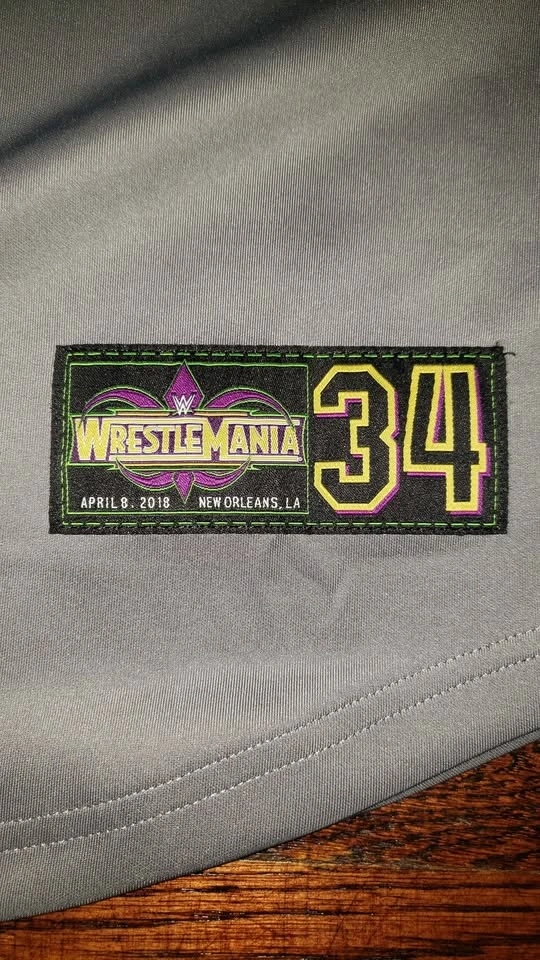 W
WRESTLEMANIA
34
APRIL 8. 2018 NEW ORLEANS, LA